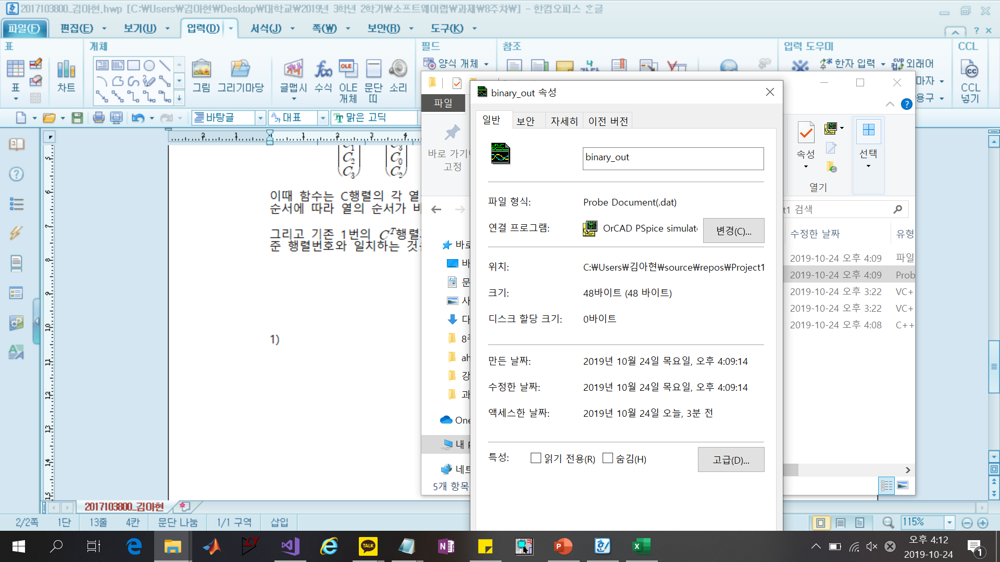 2017103800_김아현.hwp [C:₩Users₩김아현₩Desktop₩대학교₩2019년 3학년 2학기₩소프트웨어랩₩과제₩8주차₩] - 한컴오피스 흔글
파일(F) 편집(E) 보기(U) 입력(D) 서식(J) 쪽(W) 보안(R) 도구(K)
표 개체 필드 참조 입력 도우미 CCL
표 차트 그림 그리기마당 글맵시 수식 OLE 개체 문단 띠 소리
양식 개체 한자 입력 외래어
CCL 넣기
바탕글 대표 맑은 고딕
C1 C2 C3
C3 C0 C2
이때 함수는 C행렬의 각 열
순서에 따라 열의 순서가 바
그리고 기존 1번의 C^T행렬
준 행렬번호와 일치하는 것
1)
2017103800_김아현
2/2쪽 1단 13줄 4칸 문단 나눔 1/1 구역 삽입 115%
파일
바로 가기
고정
속성 선택
열기
t1 검색
수정한 날짜 유형
2019-10-24 오후 4:09 파일
2019-10-24 오후 4:09 Prob
2019-10-24 오후 3:22 VC+
2019-10-24 오후 3:22 VC+
2019-10-24 오후 4:08 C++
5개 항목
binary_out 속성
일반 보안 자세히 이전 버전
binary_out
파일 형식: Probe Document(.dat)
연결 프로그램: OrCAD PSpice simulat 변경(C)...
위치: C:₩Users₩김아현₩source₩repos₩Project1
크기: 48바이트 (48 바이트)
디스크 할당 크기: 0바이트
만든 날짜: 2019년 10월 24일 목요일, 오후 4:09:14
수정한 날짜: 2019년 10월 24일 목요일, 오후 4:09:14
액세스한 날짜: 2019년 10월 24일 오늘, 3분 전
특성: 읽기 전용(R) 숨김(H) 고급(D)...
오후 4:12
2019-10-24